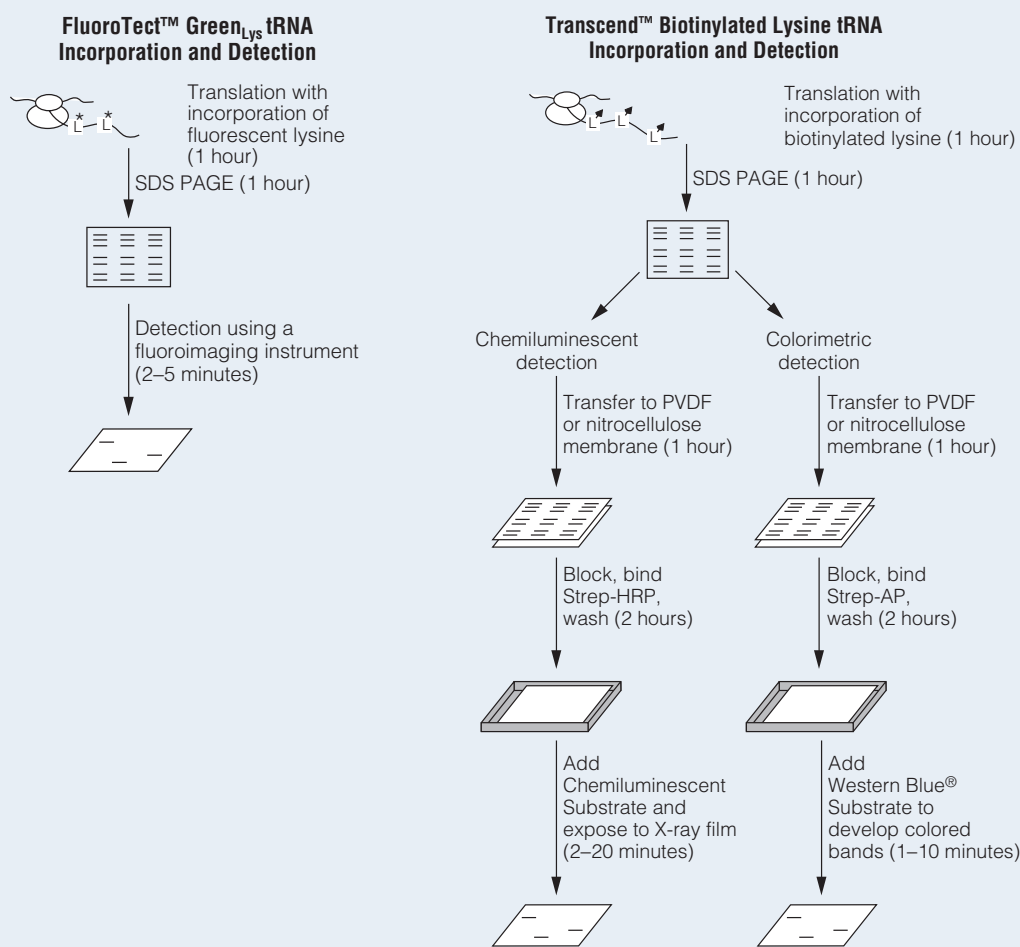 FluoroTect™ GreenLys tRNA
Incorporation and Detection
Translation with
incorporation of
fluorescent lysine
(1 hour)
L* L*
SDS PAGE (1 hour)
Detection using a
fluoroimaging instrument
(2–5 minutes)
Transcend™ Biotinylated Lysine tRNA
Incorporation and Detection
Translation with
incorporation of
biotinylated lysine (1 hour)
L L L
SDS PAGE (1 hour)
Chemiluminescent
detection
Transfer to PVDF
or nitrocellulose
membrane (1 hour)
Block, bind
Strep-HRP,
wash (2 hours)
Add
Chemiluminescent
Substrate and
expose to X-ray film
(2–20 minutes)
Colorimetric
detection
Transfer to PVDF
or nitrocellulose
membrane (1 hour)
Block, bind
Strep-AP,
wash (2 hours)
Add
Western Blue®
Substrate to
develop colored
bands (1–10 minutes)